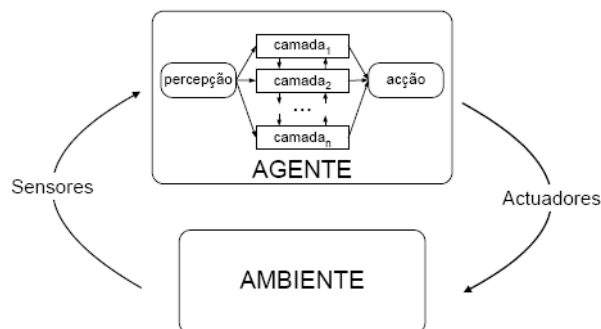 camada1
percepção
camada2
acção
...
camadan
AGENTE
Sensores
Actuadores
AMBIENTE